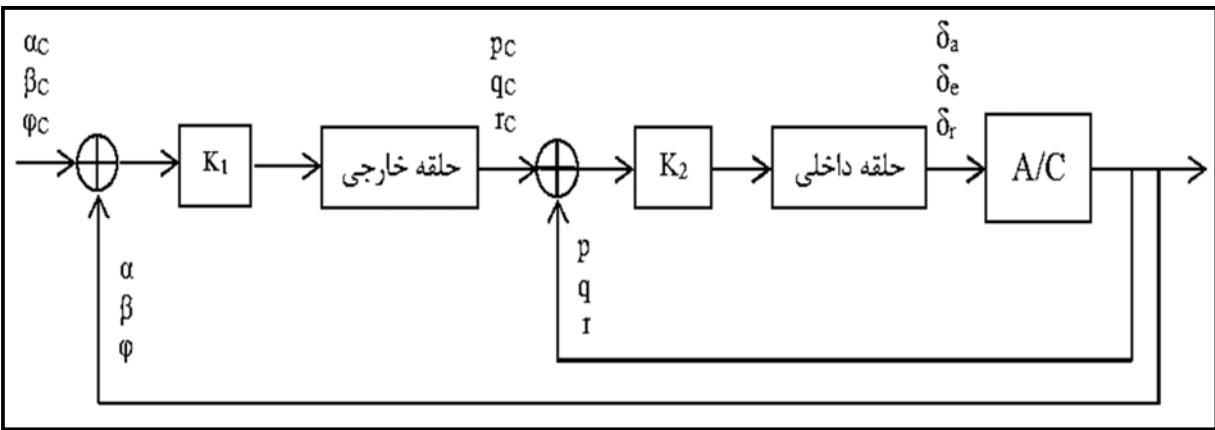 αC
βC
φC
K1
حلقه خارجی
pC
qC
rC
K2
حلقه داخلی
δa
δe
δr
A/C
α
β
φ
p
q
r